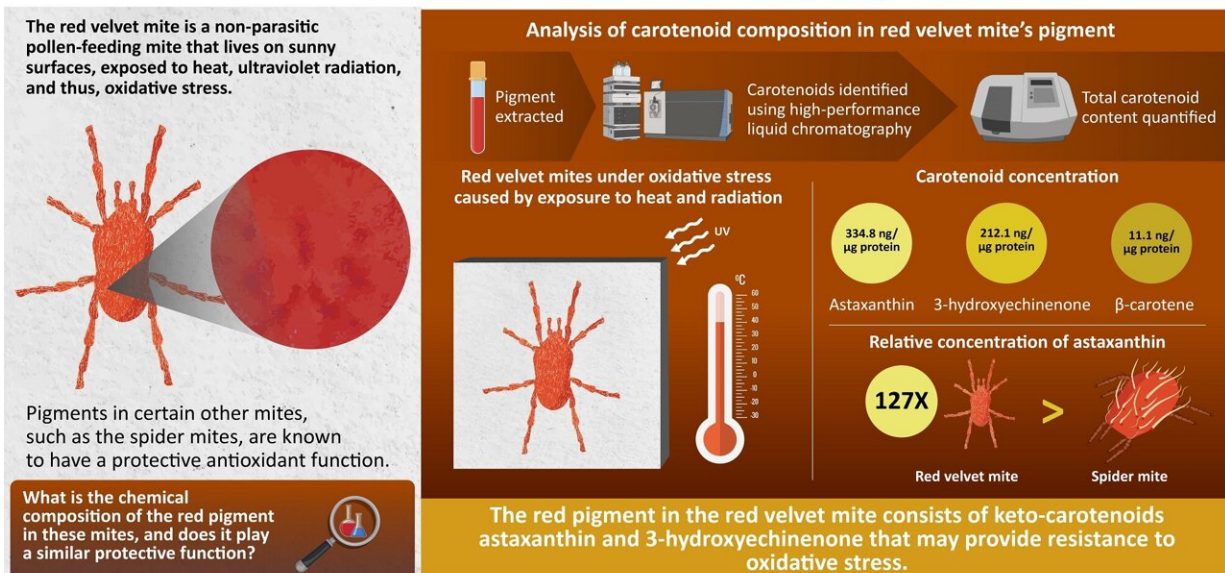 The red velvet mite is a non-parasitic
pollen-feeding mite that lives on sunny
surfaces, exposed to heat, ultraviolet radiation,
and thus, oxidative stress.
Pigments in certain other mites,
such as the spider mites, are known
to have a protective antioxidant function.
What is the chemical
composition of the red pigment
in these mites, and does it play
a similar protective function?
Analysis of carotenoid composition in red velvet mite's pigment
Pigment
extracted
Carotenoids identified
using high-performance
liquid chromatography
Total carotenoid
content quantified
Red velvet mites under oxidative stress
caused by exposure to heat and radiation
UV
ºC
60
50
40
30
20
10
0
-10
-20
-30
Carotenoid concentration
334.8 ng/
µg protein
212.1 ng/
µg protein
11.1 ng/
µg protein
Astaxanthin
3-hydroxyechinenone
β-carotene
Relative concentration of astaxanthin
127X
>
Red velvet mite
Spider mite
The red pigment in the red velvet mite consists of keto-carotenoids
astaxanthin and 3-hydroxyechinenone that may provide resistance to
oxidative stress.